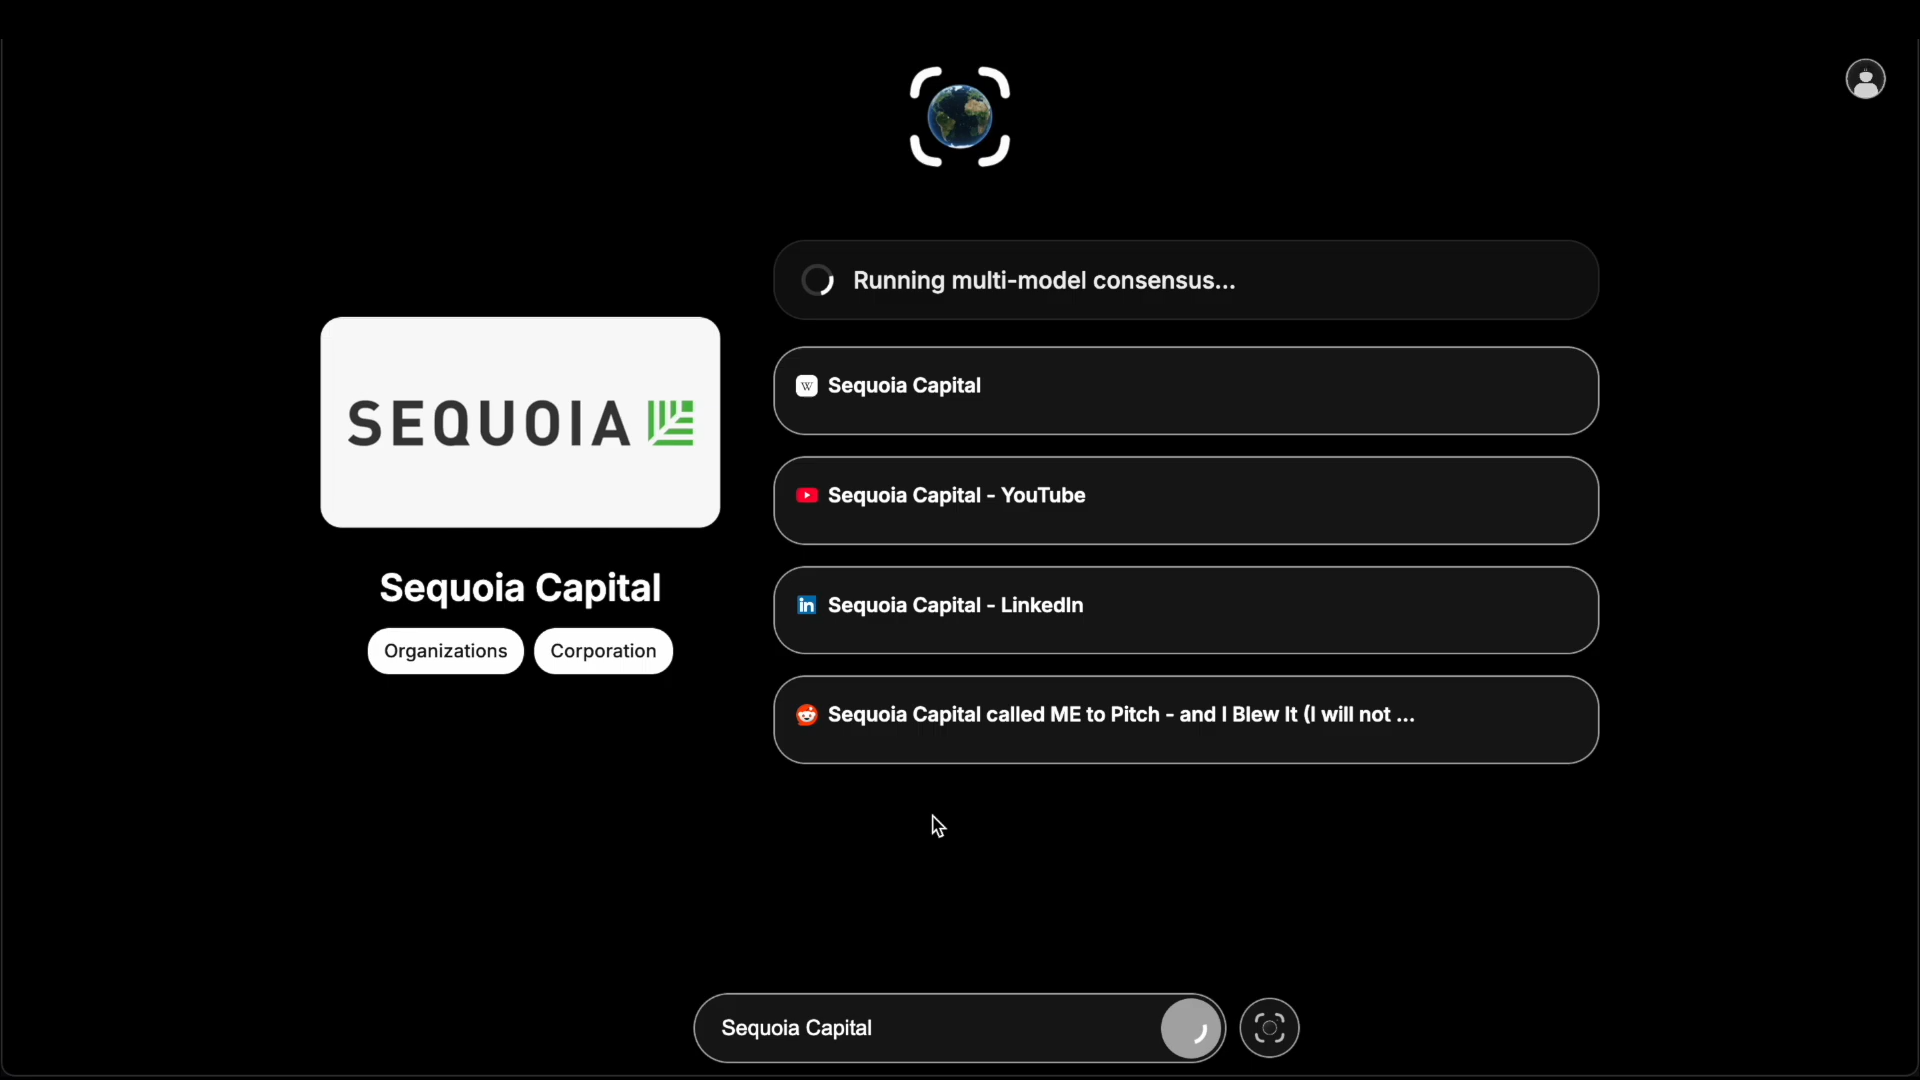 SEQUOIA
Sequoia Capital
Organizations
Corporation
Running multi-model consensus...
W Sequoia Capital
Sequoia Capital - YouTube
in Sequoia Capital - LinkedIn
Sequoia Capital called ME to Pitch - and I Blew It (I will not ...
Sequoia Capital